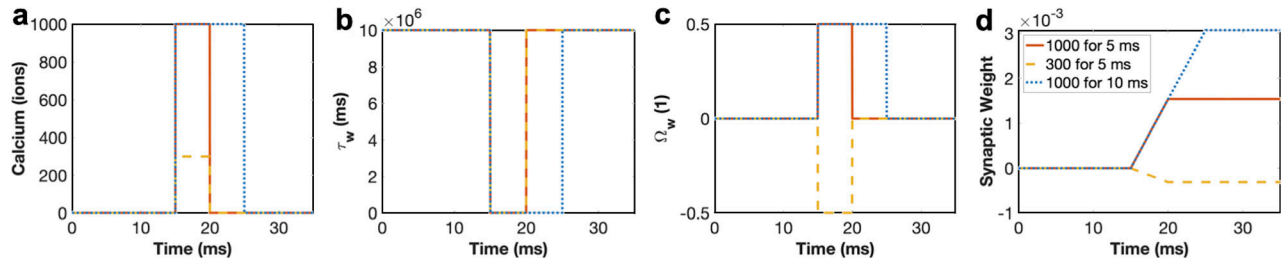 a
Calcium (ions)
1000
800
600
400
200
0
0 10 20 30
Time (ms)
b
×10⁶
τw (ms)
10
8
6
4
2
0
0 10 20 30
Time (ms)
c
Ωw (1)
0.5
0
-0.5
0 10 20 30
Time (ms)
d
×10⁻³
Synaptic Weight
3
2
1
0
-1
1000 for 5 ms
300 for 5 ms
1000 for 10 ms
0 10 20 30
Time (ms)